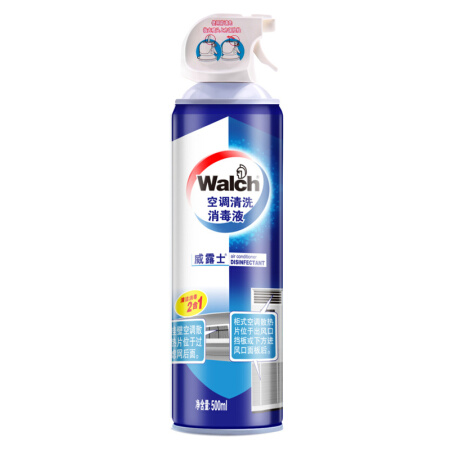 Walch®
空调清洗
消毒液
威露士®
air conditioner
DISINFECTANT
2合1
挂壁空调散
热片位于过
滤网后面。
柜式空调散热
片位于出风口
挡板或下方进
风口面板后。
净含量:500ml